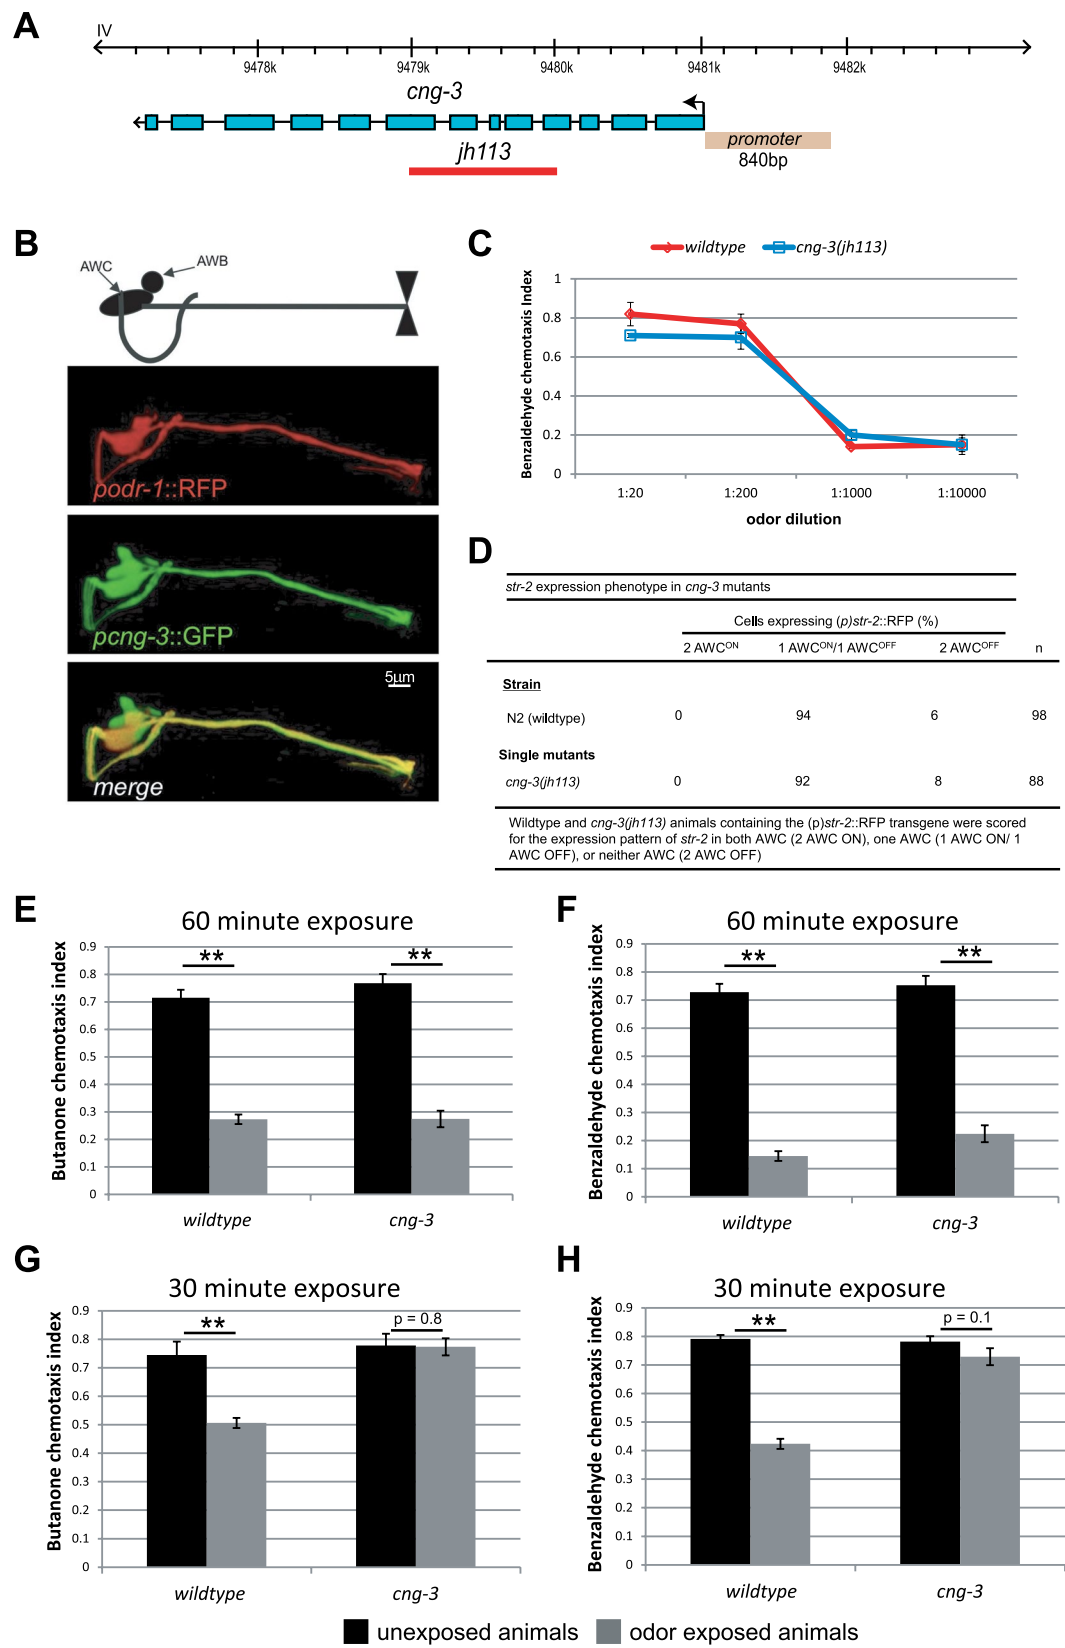 A
IV
9478k 9479k 9480k 9481k 9482k
cng-3
promoter
840bp
jh113
B
AWC
AWB
podr-1::RFP
pcng-3::GFP
5µm
merge
C
wildtype cng-3(jh113)
Benzaldehyde chemotaxis Index
1
0.8
0.6
0.4
0.2
0
1:20 1:200 1:1000 1:10000
odor dilution
D
str-2 expression phenotype in cng-3 mutants
Cells expressing (p)str-2::RFP (%)
2 AWCON 1 AWCON/1 AWCOFF 2 AWCOFF n
Strain
N2 (wildtype) 0 94 6 98
Single mutants
cng-3(jh113) 0 92 8 88
Wildtype and cng-3(jh113) animals containing the (p)str-2::RFP transgene were scored
for the expression pattern of str-2 in both AWC (2 AWC ON), one AWC (1 AWC ON/ 1
AWC OFF), or neither AWC (2 AWC OFF)
E
60 minute exposure
Butanone chemotaxis index
0.9
0.8
0.7
0.6
0.5
0.4
0.3
0.2
0.1
0
** **
wildtype cng-3
F
60 minute exposure
Benzaldehyde chemotaxis index
0.9
0.8
0.7
0.6
0.5
0.4
0.3
0.2
0.1
0
** **
wildtype cng-3
G
30 minute exposure
Butanone chemotaxis index
0.9
0.8
0.7
0.6
0.5
0.4
0.3
0.2
0.1
0
** p = 0.8
wildtype cng-3
H
30 minute exposure
Benzaldehyde chemotaxis index
0.9
0.8
0.7
0.6
0.5
0.4
0.3
0.2
0.1
0
** p = 0.1
wildtype cng-3
unexposed animals odor exposed animals